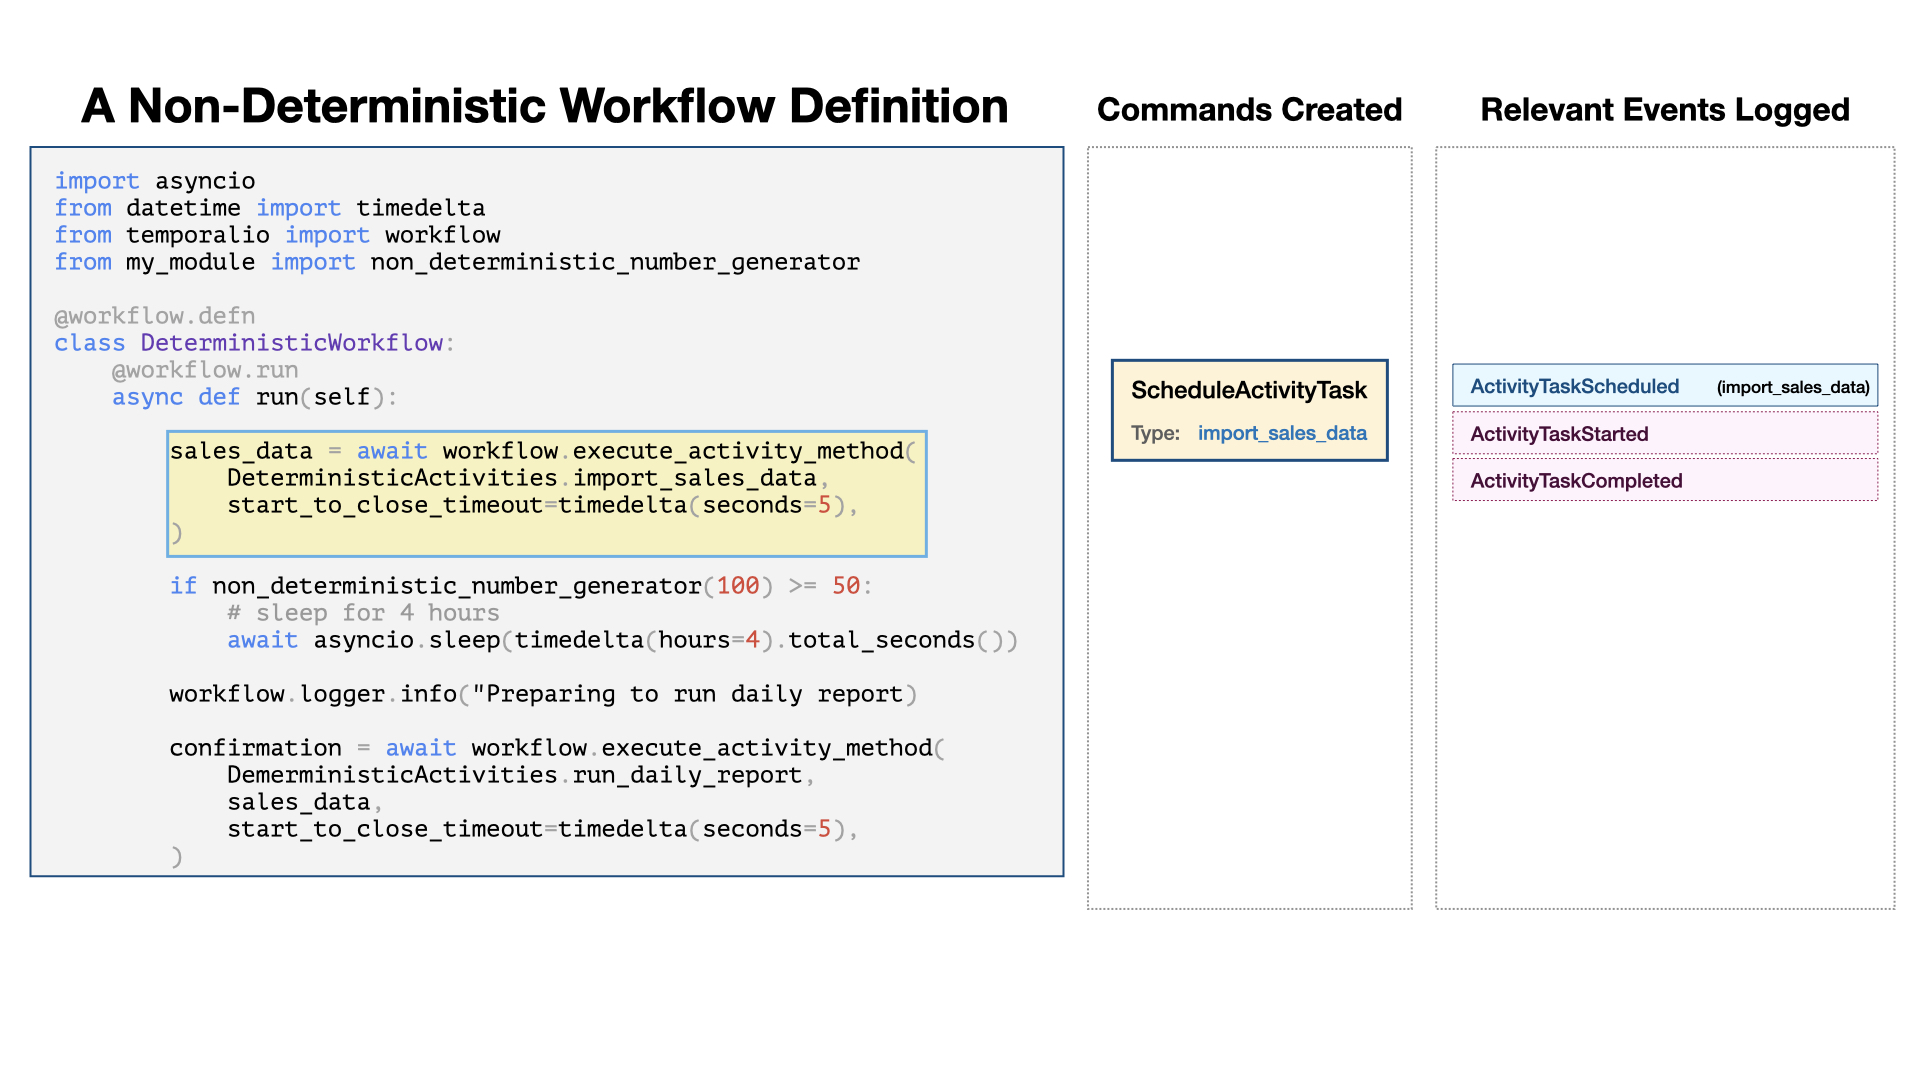 A Non-Deterministic Workflow Definition
import asyncio
from datetime import timedelta
from temporalio import workflow
from my_module import non_deterministic_number_generator
@workflow.defn
class DeterministicWorkflow:
@workflow.run
async def run(self):
sales_data = await workflow.execute_activity_method(
DeterministicActivities.import_sales_data,
start_to_close_timeout=timedelta(seconds=5),
)
if non_deterministic_number_generator(100) >= 50:
# sleep for 4 hours
await asyncio.sleep(timedelta(hours=4).total_seconds())
workflow.logger.info("Preparing to run daily report)
confirmation = await workflow.execute_activity_method(
DemerministicActivities.run_daily_report,
sales_data,
start_to_close_timeout=timedelta(seconds=5),
)
Commands Created
ScheduleActivityTask
Type: import_sales_data
Relevant Events Logged
ActivityTaskScheduled (import_sales_data)
ActivityTaskStarted
ActivityTaskCompleted